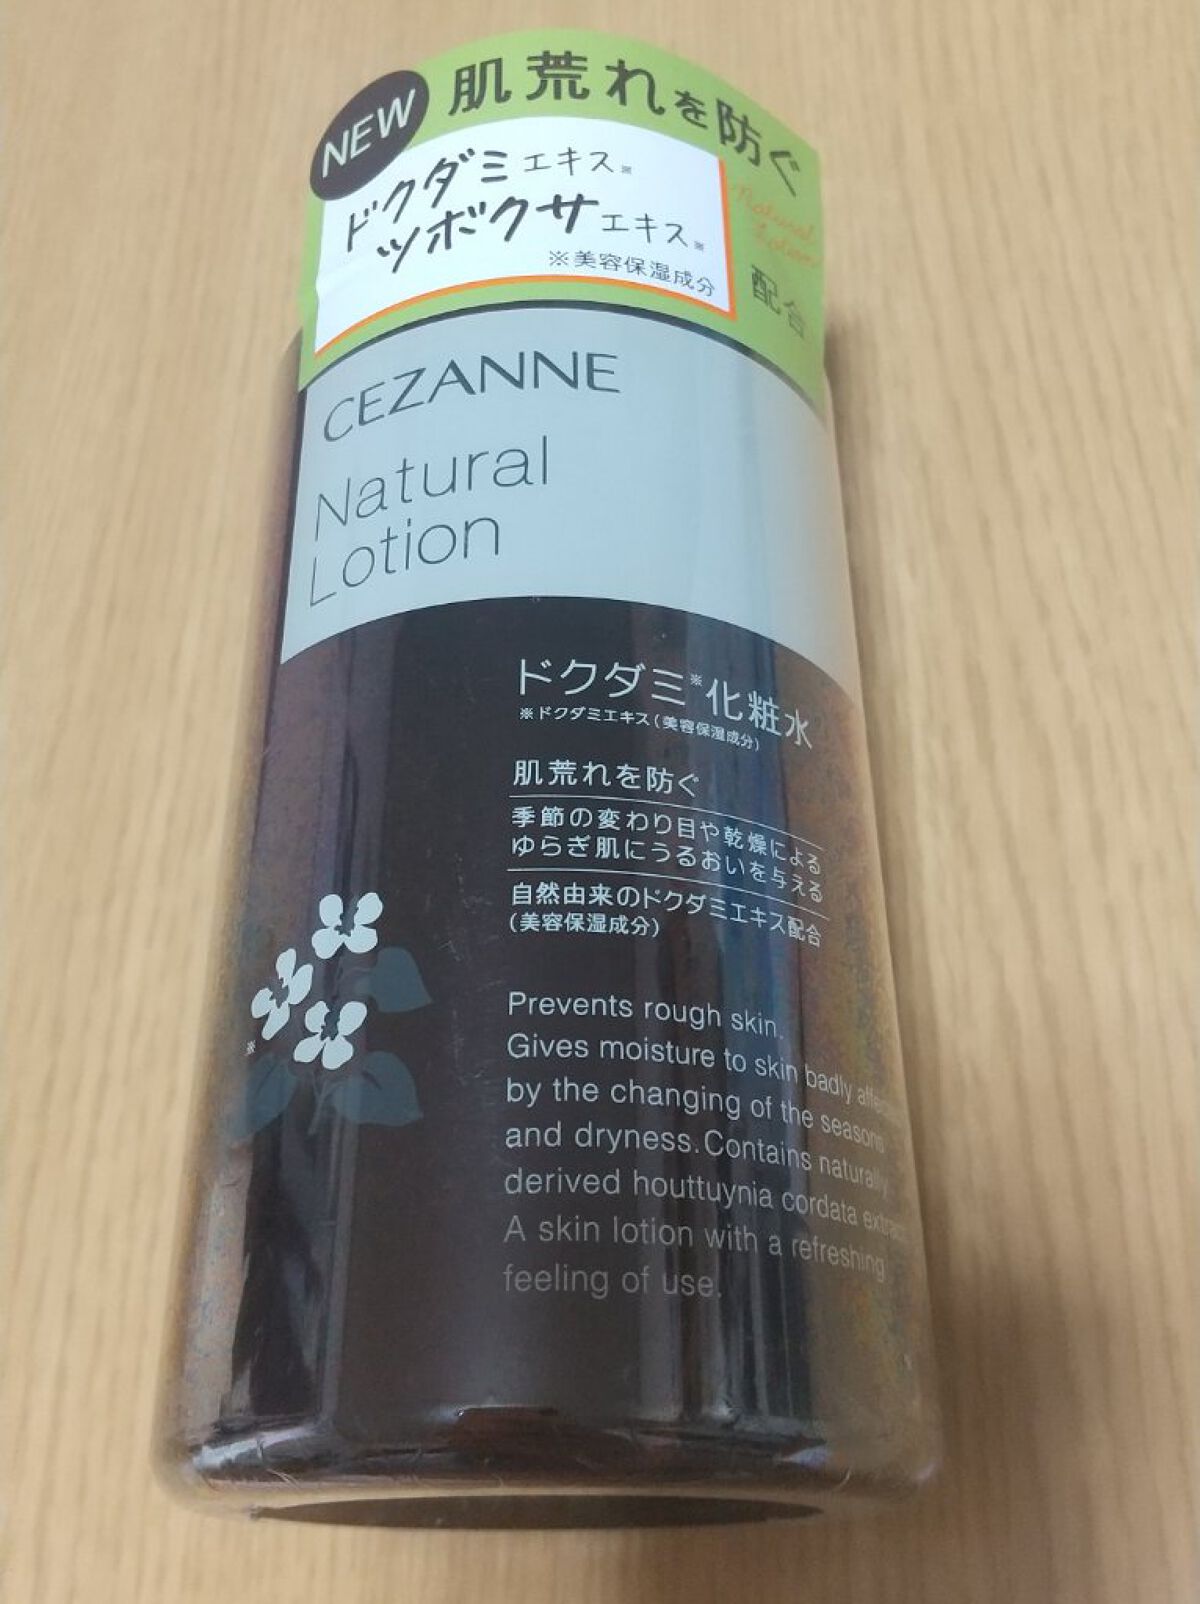 NEW
肌荒れを防ぐ
ドクダミエキス※
ツボクサエキス※
※美容保湿成分
Natural
Lotion
配合
CEZANNE
Natural
Lotion
ドクダミ※化粧水
※ドクダミエキス(美容保湿成分)
肌荒れを防ぐ
季節の変わり目や乾燥による
ゆらぎ肌にうるおいを与える
自然由来のドクダミエキス配合
(美容保湿成分)
※
Prevents rough skin.
Gives moisture to skin badly affected
by the changing of the seasons
and dryness.Contains naturally
derived houttuynia cordata extract.
A skin lotion with a refreshing
feeling of use.